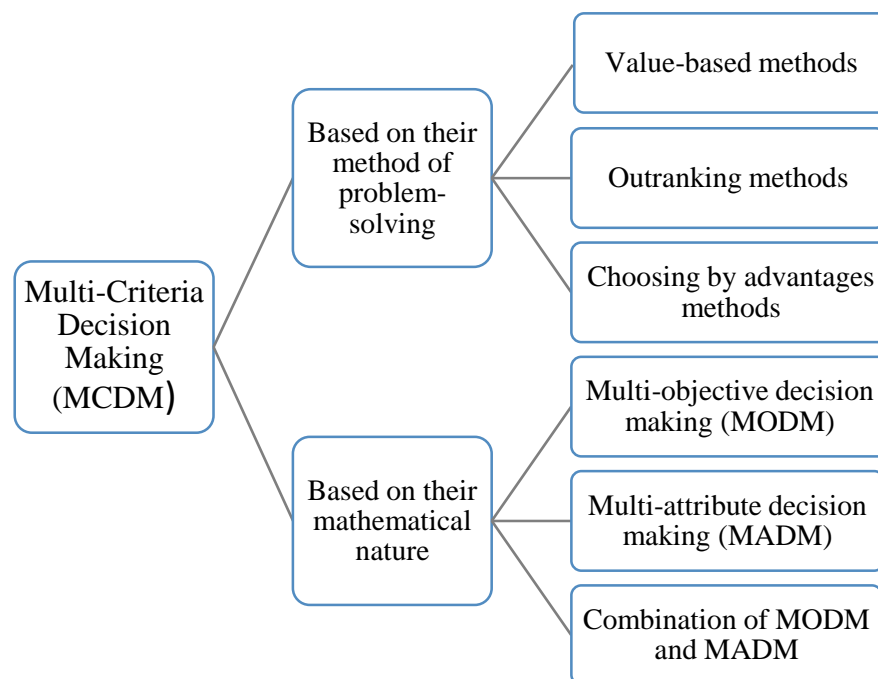 Multi-Criteria
Decision
Making
(MCDM)
Based on their
method of
problem-
solving
Value-based methods
Outranking methods
Choosing by advantages
methods
Based on their
mathematical
nature
Multi-objective decision
making (MODM)
Multi-attribute decision
making (MADM)
Combination of MODM
and MADM